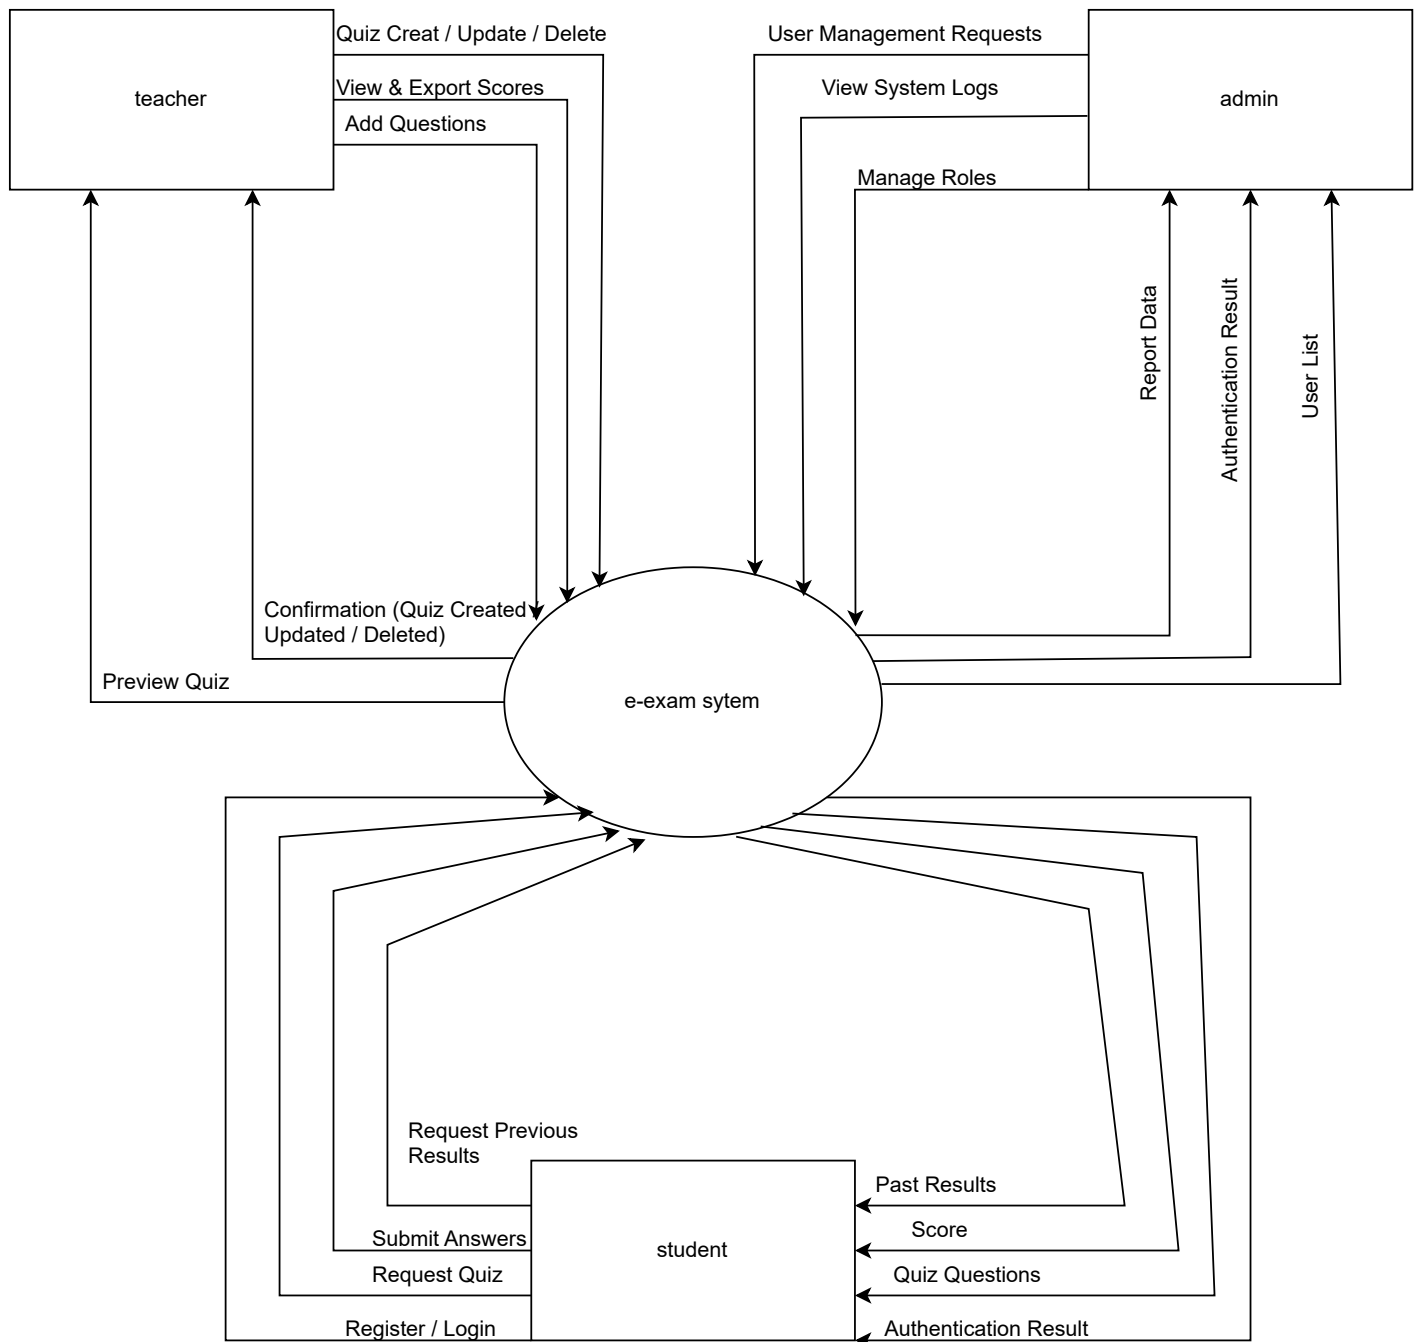 Quiz Creat / Update / Delete
User Management Requests
View & Export Scores
View System Logs
teacher
admin
Add Questions
Manage Roles
Report Data
Authentication Result
User List
Confirmation (Quiz Created
Updated / Deleted)
Preview Quiz
e-exam sytem
Request Previous
Results
Past Results
Submit Answers
Score
student
Request Quiz
Quiz Questions
Register / Login
Authentication Result